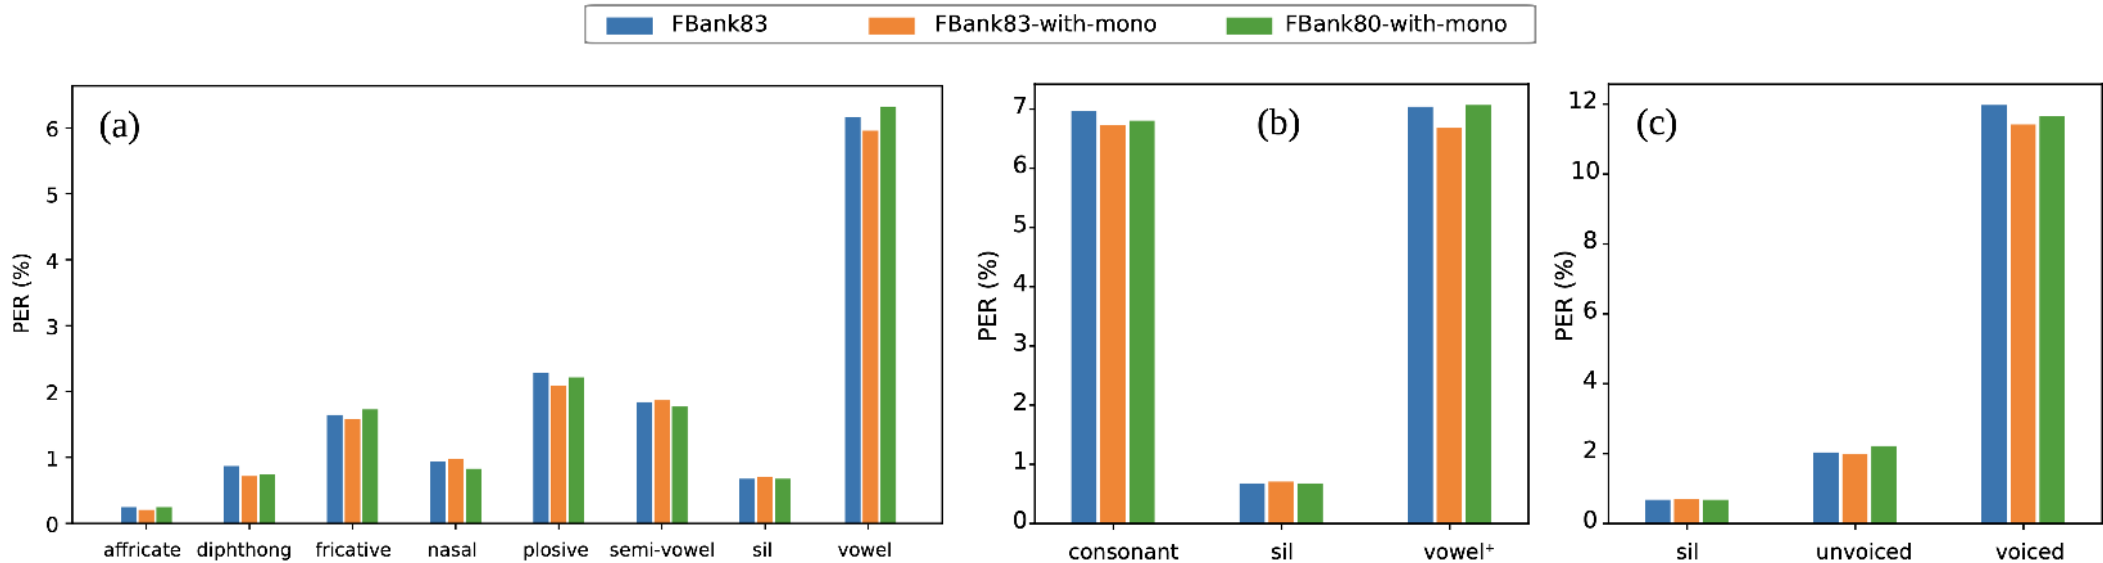 FBank83 FBank83-with-mono FBank80-with-mono
(a)
PER (%)
6
5
4
3
2
1
0
affricate diphthong fricative nasal plosive semi-vowel sil vowel
(b)
PER (%)
7
6
5
4
3
2
1
0
consonant sil vowel⁺
(c)
PER (%)
12
10
8
6
4
2
0
sil unvoiced voiced